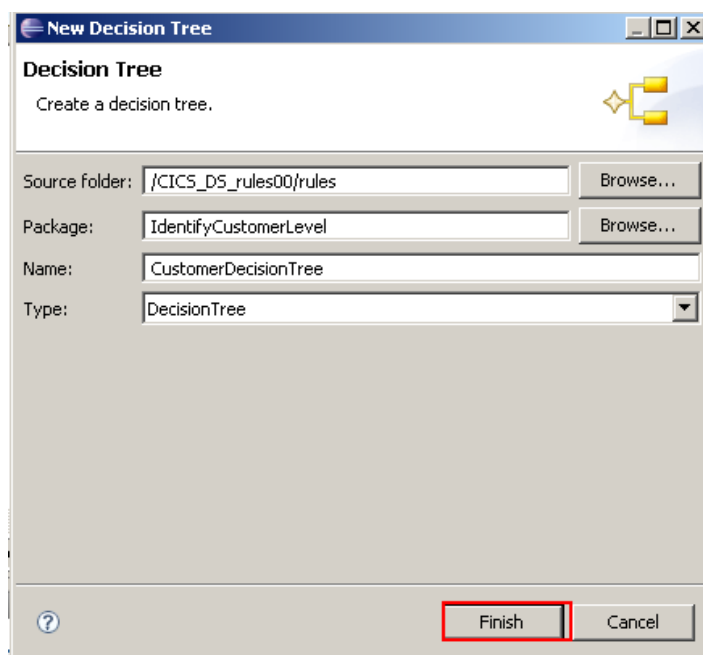 New Decision Tree
Decision Tree
Create a decision tree.
Source folder: /CICS_DS_rules00/rules Browse...
Package: IdentifyCustomerLevel Browse...
Name: CustomerDecisionTree
Type: DecisionTree
? Finish Cancel